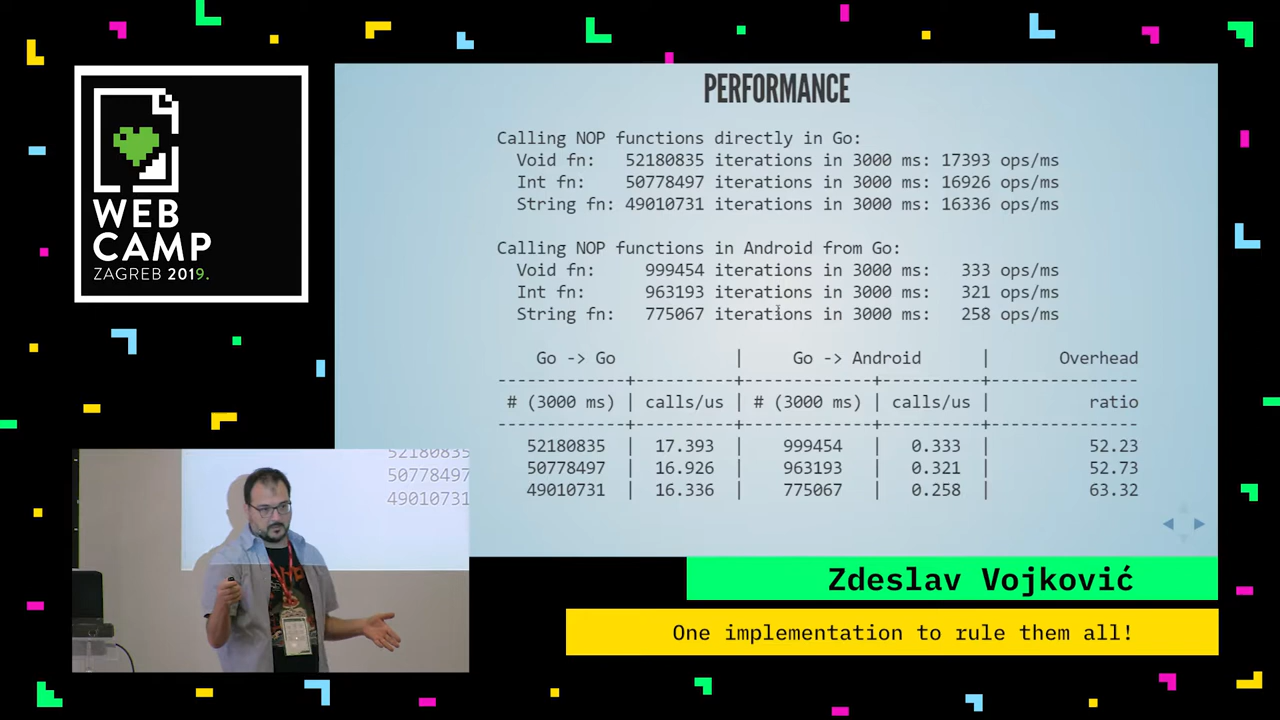 WEB
CAMP
ZAGREB 2019.
PERFORMANCE
Calling NOP functions directly in Go:
Void fn: 52180835 iterations in 3000 ms: 17393 ops/ms
Int fn: 50778497 iterations in 3000 ms: 16926 ops/ms
String fn: 49010731 iterations in 3000 ms: 16336 ops/ms
Calling NOP functions in Android from Go:
Void fn: 999454 iterations in 3000 ms: 333 ops/ms
Int fn: 963193 iterations in 3000 ms: 321 ops/ms
String fn: 775067 iterations in 3000 ms: 258 ops/ms
Go -> Go | Go -> Android | Overhead
# (3000 ms) | calls/us | # (3000 ms) | calls/us | ratio
52180835 | 17.393 | 999454 | 0.333 | 52.23
50778497 | 16.926 | 963193 | 0.321 | 52.73
49010731 | 16.336 | 775067 | 0.258 | 63.32
52180835
50778497
49010731
Zdeslav Vojković
One implementation to rule them all!